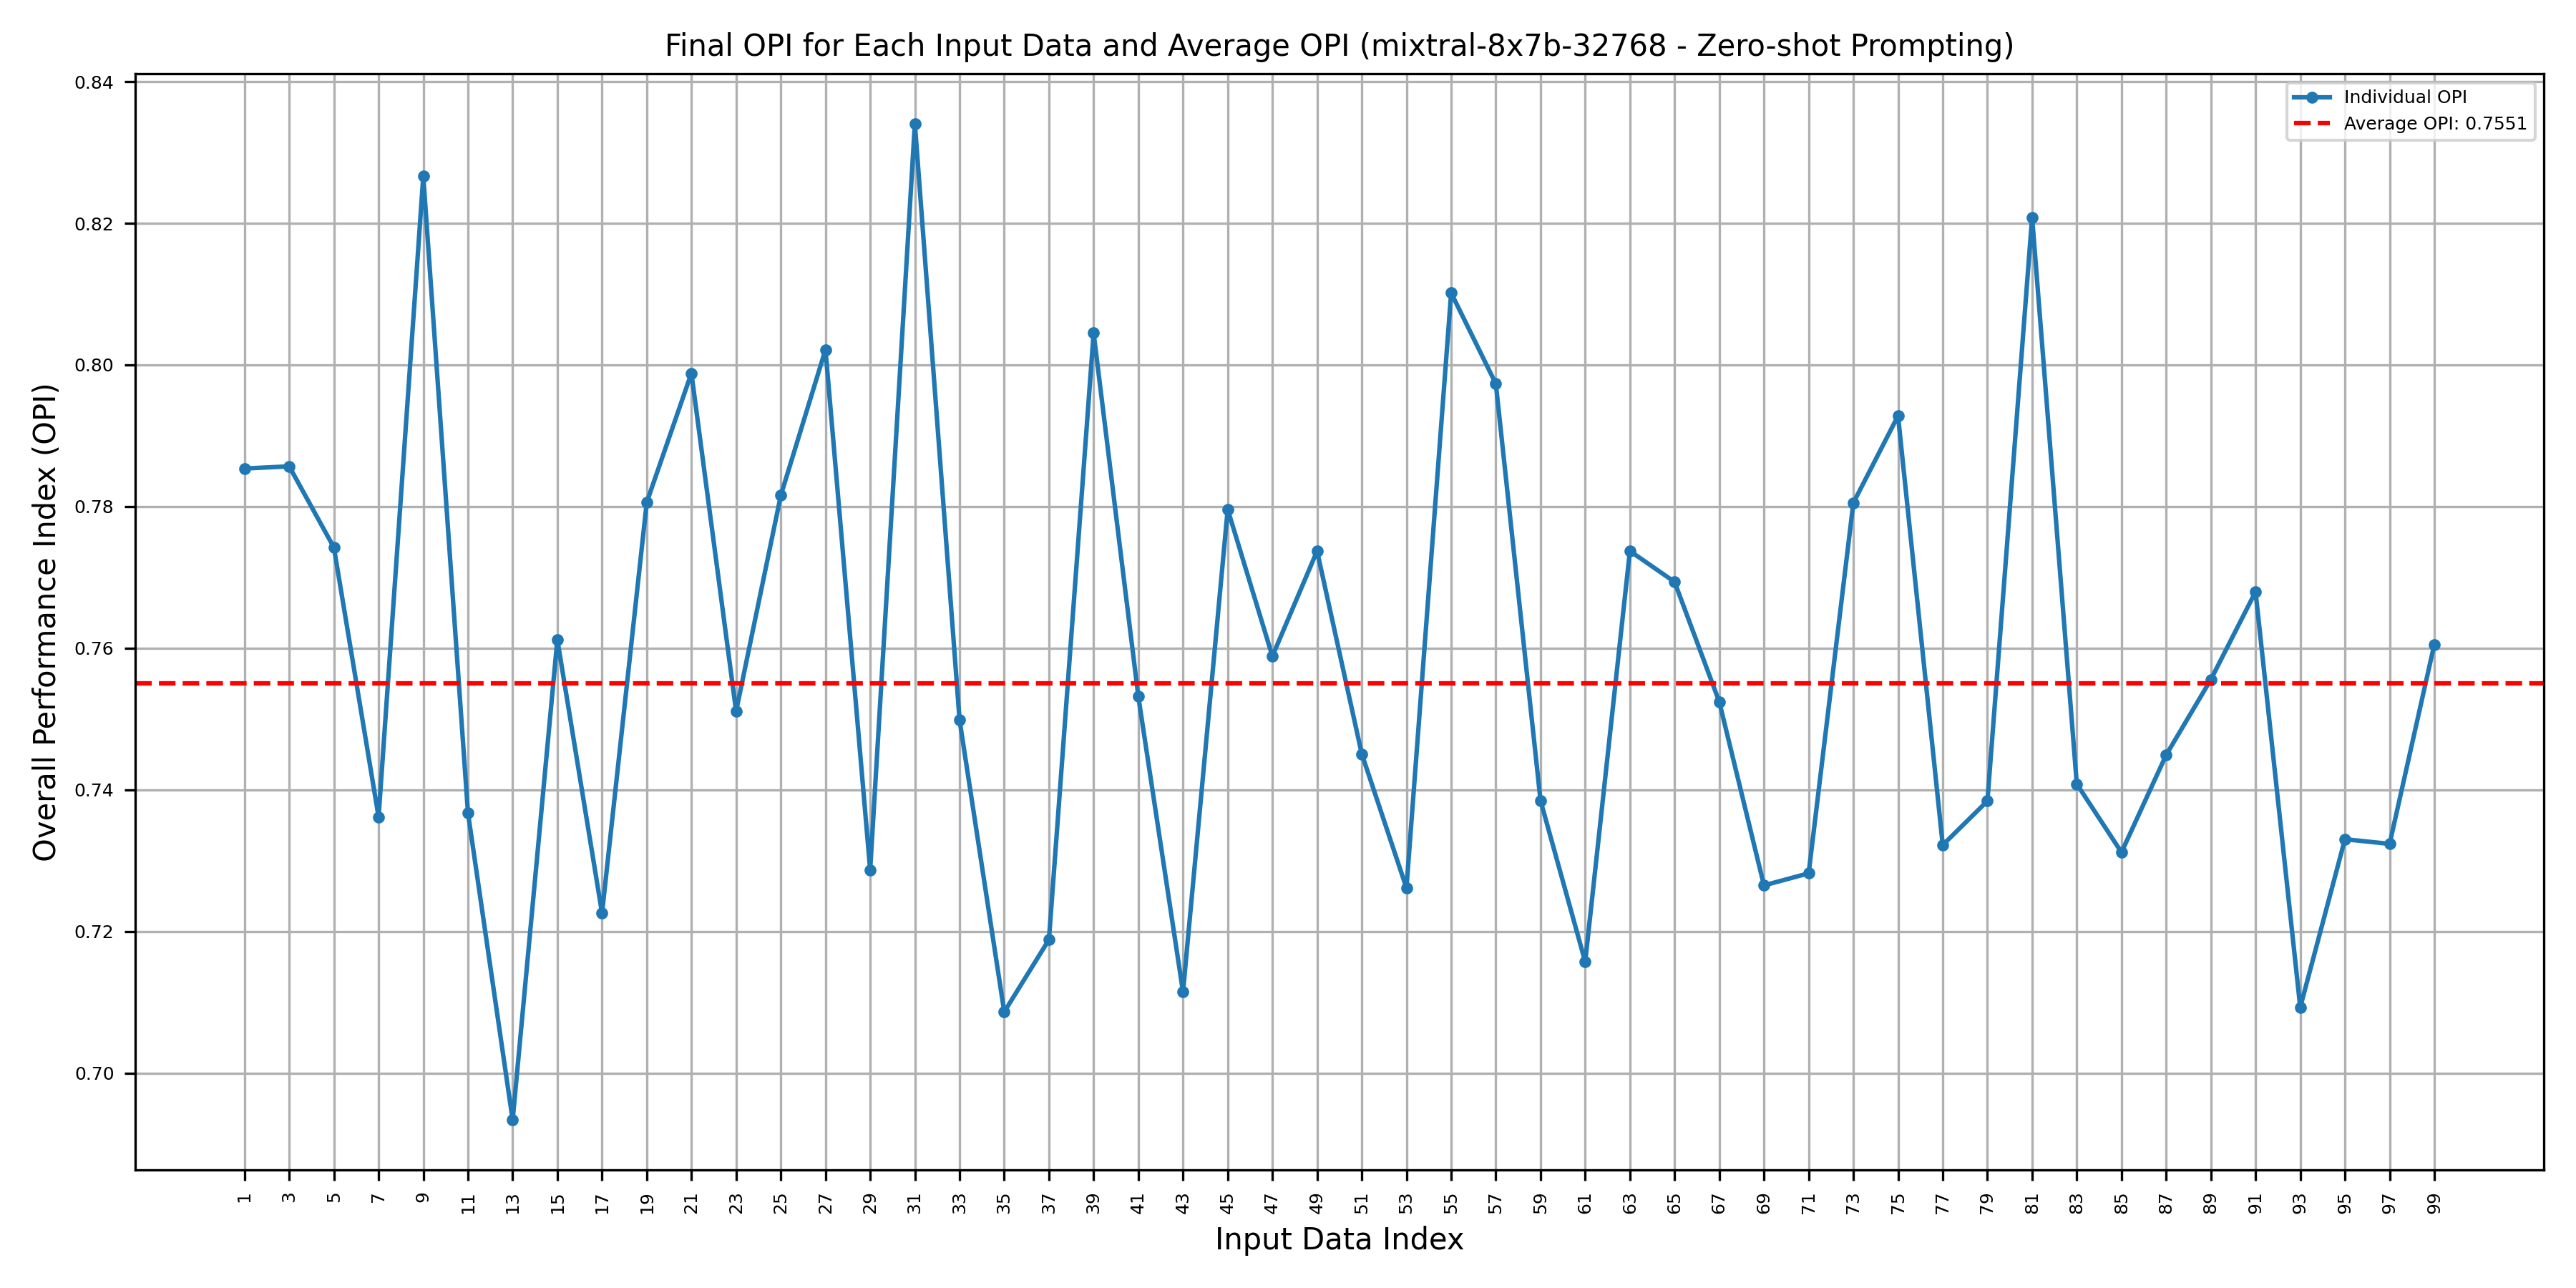 Final OPI for Each Input Data and Average OPI (mixtral-8x7b-32768 - Zero-shot Prompting)
Individual OPI
Average OPI: 0.7551
Overall Performance Index (OPI)
0.84
0.82
0.80
0.78
0.76
0.74
0.72
0.70
1 3 5 7 9 11 13 15 17 19 21 23 25 27 29 31 33 35 37 39 41 43 45 47 49 51 53 55 57 59 61 63 65 67 69 71 73 75 77 79 81 83 85 87 89 91 93 95 97 99
Input Data Index